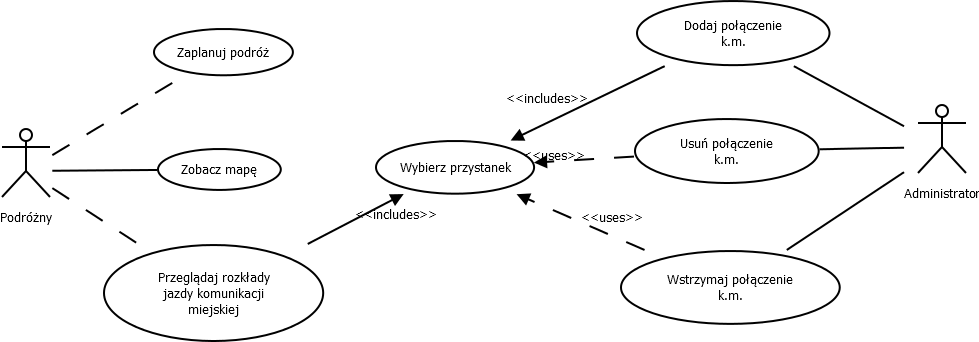 Dodaj połączenie
k.m.
Zaplanuj podróż
<<includes>>
Usuń połączenie
k.m.
<<uses>>
Wybierz przystanek
Zobacz mapę
Administrator
Podróżny
<<includes>>
<<uses>>
Przeglądaj rozkłady
jazdy komunikacji
miejskiej
Wstrzymaj połączenie
k.m.